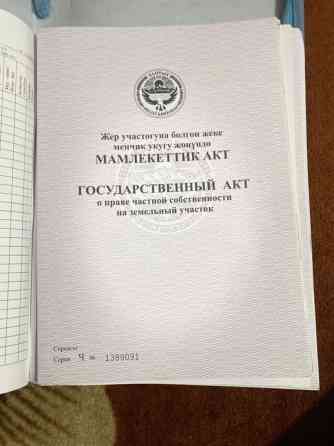 Жер участогуна болгон жеке
менчик укугу жөнүндө
МАМЛЕКЕТТИК АКТ
ГОСУДАРСТВЕННЫЙ АКТ
о праве частной собственности
на земельный участок
Сериясы
Серия Ч № 1389091